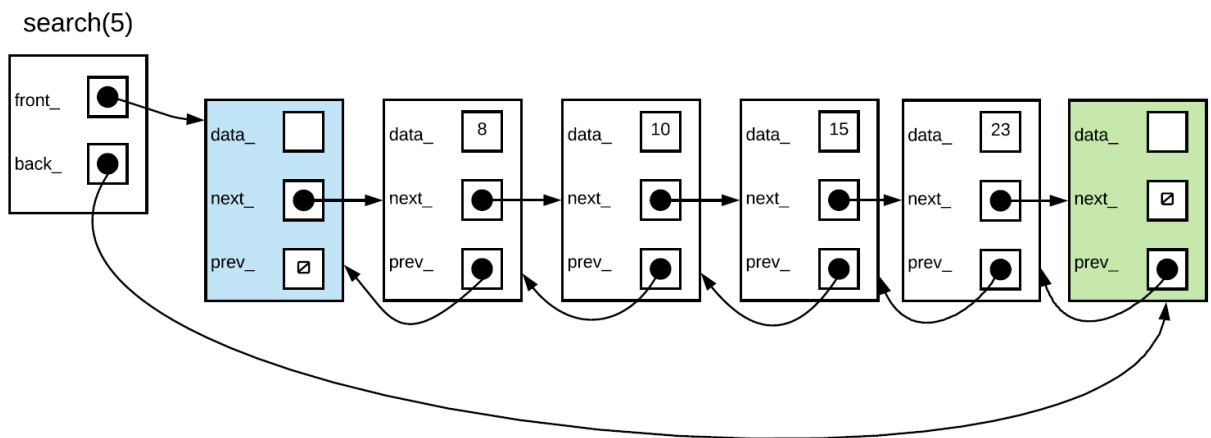 search(5)
front_
back_
data_
next_
prev_
data_ 8
next_
prev_
data_ 10
next_
prev_
data_ 15
next_
prev_
data_ 23
next_
prev_
data_
next_
prev_